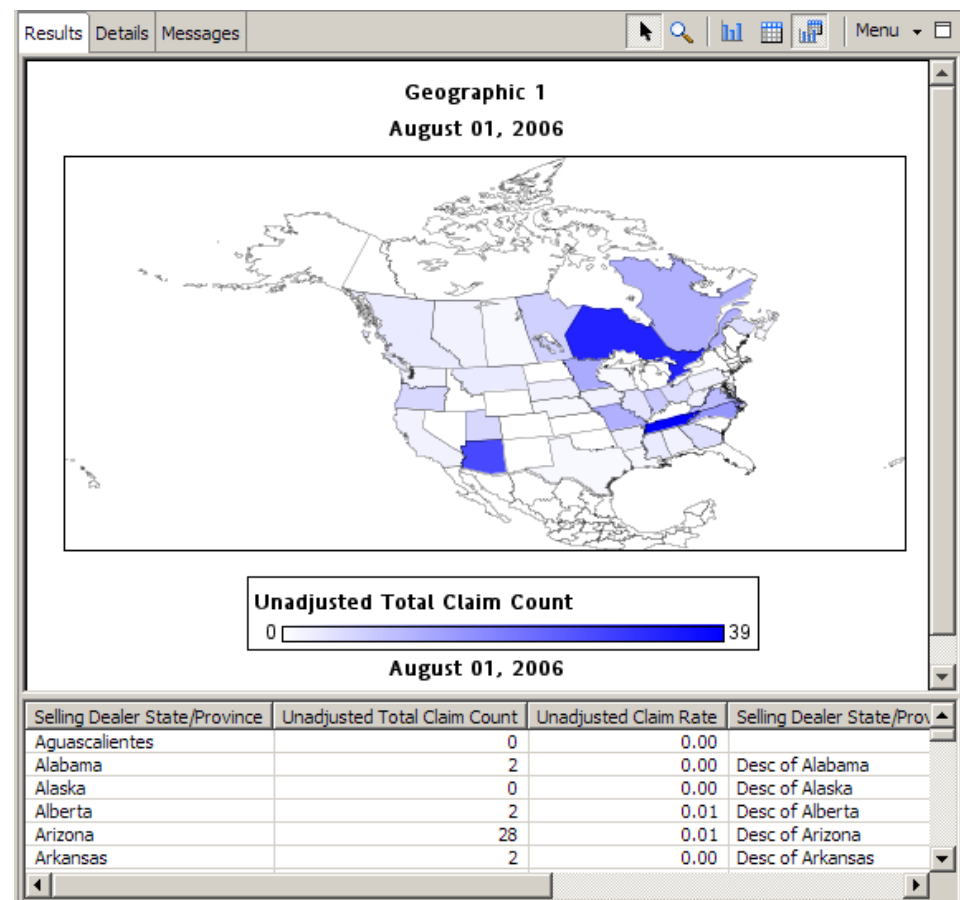 Results Details Messages Menu
Geographic 1
August 01, 2006
Unadjusted Total Claim Count
0 39
August 01, 2006
Selling Dealer State/Province Unadjusted Total Claim Count Unadjusted Claim Rate Selling Dealer State/Prov
Aguascalientes 0 0.00
Alabama 2 0.00 Desc of Alabama
Alaska 0 0.00 Desc of Alaska
Alberta 2 0.01 Desc of Alberta
Arizona 28 0.01 Desc of Arizona
Arkansas 2 0.00 Desc of Arkansas